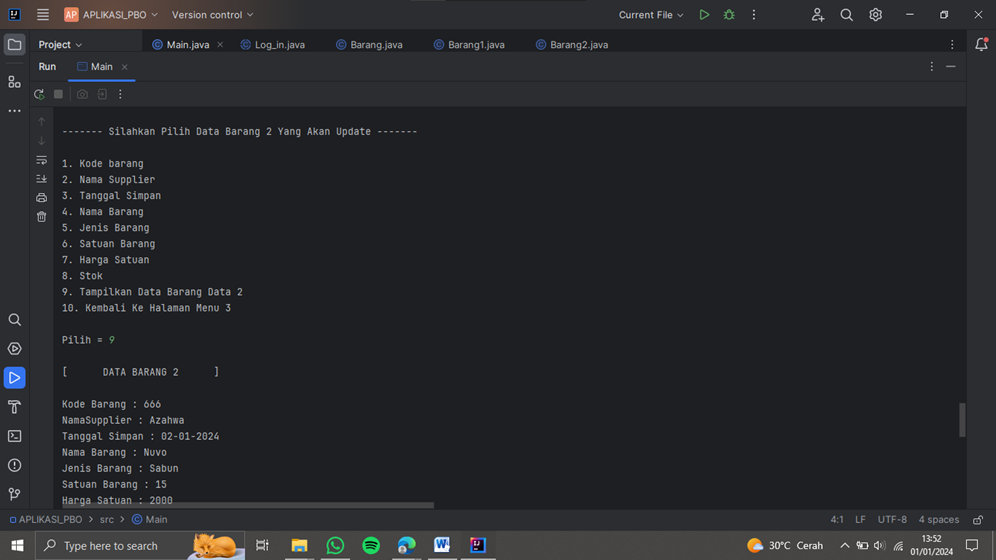 AP APLIKASI_PBO Version control Current File
Project Main.java Log_in.java Barang.java Barang1.java Barang2.java
Run Main
------- Silahkan Pilih Data Barang 2 Yang Akan Update -------
1. Kode barang
2. Nama Supplier
3. Tanggal Simpan
4. Nama Barang
5. Jenis Barang
6. Satuan Barang
7. Harga Satuan
8. Stok
9. Tampilkan Data Barang Data 2
10. Kembali Ke Halaman Menu 3
Pilih = 9
[ DATA BARANG 2 ]
Kode Barang : 666
NamaSupplier : Azahwa
Tanggal Simpan : 02-01-2024
Nama Barang : Nuvo
Jenis Barang : Sabun
Satuan Barang : 15
Harga Satuan : 2000
APLIKASI_PBO > src > Main 4:1 LF UTF-8 4 spaces
Type here to search 30°C Cerah 13:52
01/01/2024